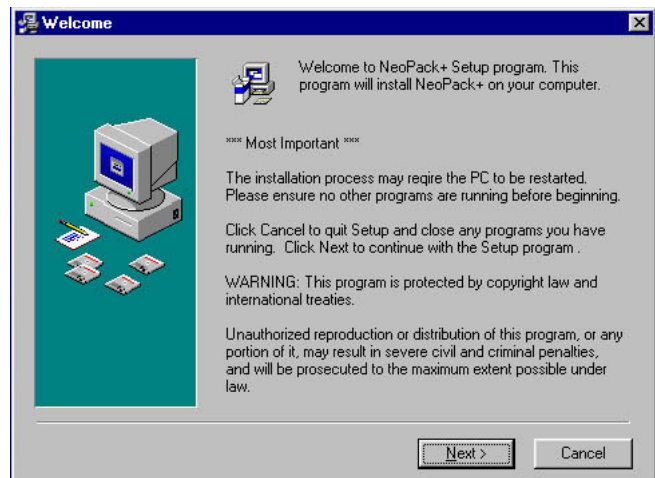 Welcome
Welcome to NeoPack+ Setup program. This
program will install NeoPack+ on your computer.
*** Most Important ***
The installation process may reqire the PC to be restarted.
Please ensure no other programs are running before beginning.
Click Cancel to quit Setup and close any programs you have
running. Click Next to continue with the Setup program .
WARNING: This program is protected by copyright law and
international treaties.
Unauthorized reproduction or distribution of this program, or any
portion of it, may result in severe civil and criminal penalties,
and will be prosecuted to the maximum extent possible under
law.
Next >
Cancel